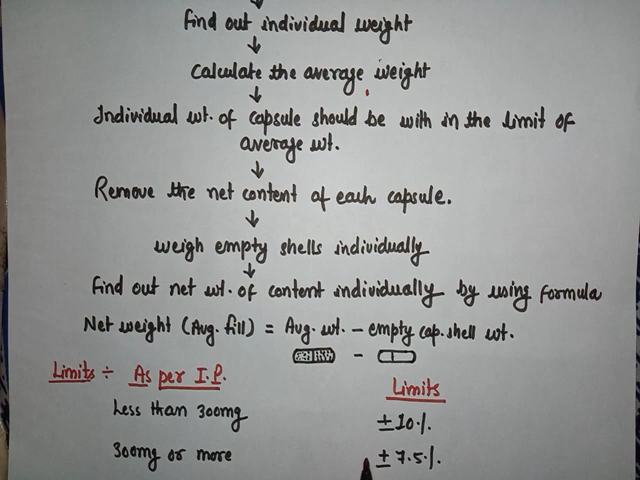 Find out individual weight
↓
Calculate the average weight
↓
Individual wt. of capsule should be with in the limit of
average wt.
↓
Remove the net content of each capsule.
↓
weigh empty shells individually
↓
Find out net wt. of content individually by using formula
Net weight (Avg. fill) = Avg. wt. - empty cap. shell wt.
-
Limits ÷ As per I.P. Limits
Less than 300mg ±10%
300mg or more ±7.5%